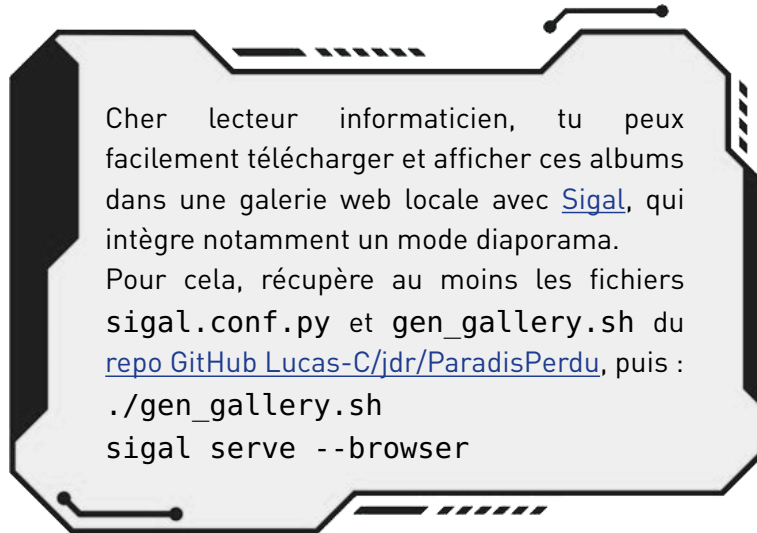 Cher lecteur informaticien, tu peux
facilement télécharger et afficher ces albums
dans une galerie web locale avec Sigal, qui
intègre notamment un mode diaporama.
Pour cela, récupère au moins les fichiers
sigal.conf.py et gen_gallery.sh du
repo GitHub Lucas-C/jdr/ParadisPerdu, puis :
./gen_gallery.sh
sigal serve --browser